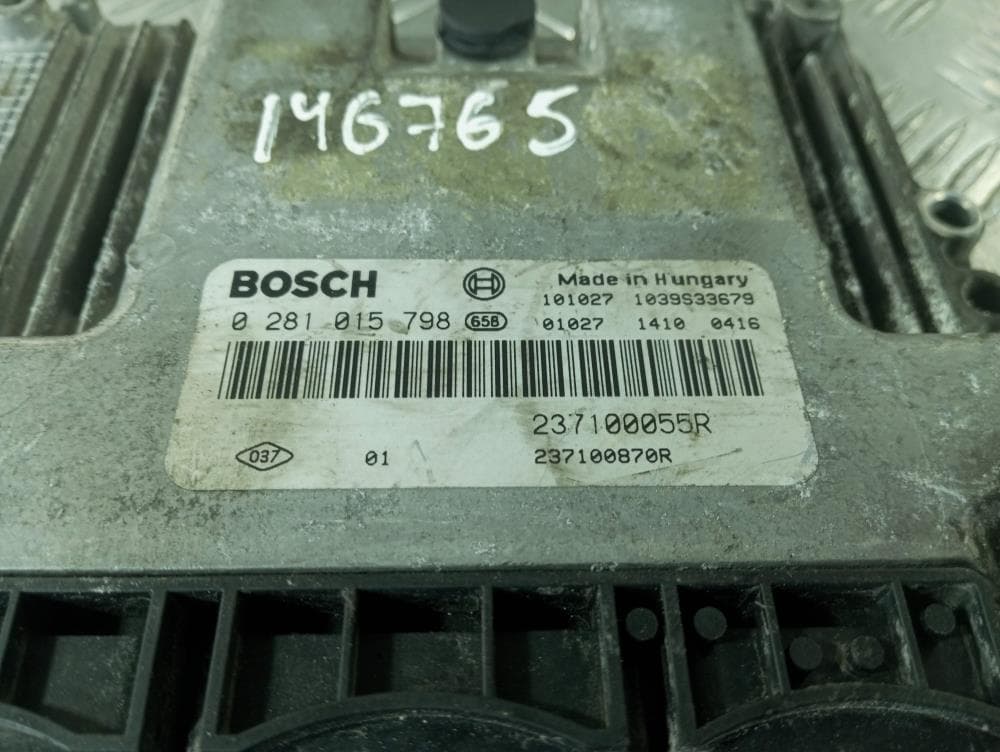 146765
BOSCH Made in Hungary
101027 1039S33679
0 281 015 798 658 01027 1410 0416
237100055R
037 01 237100870R